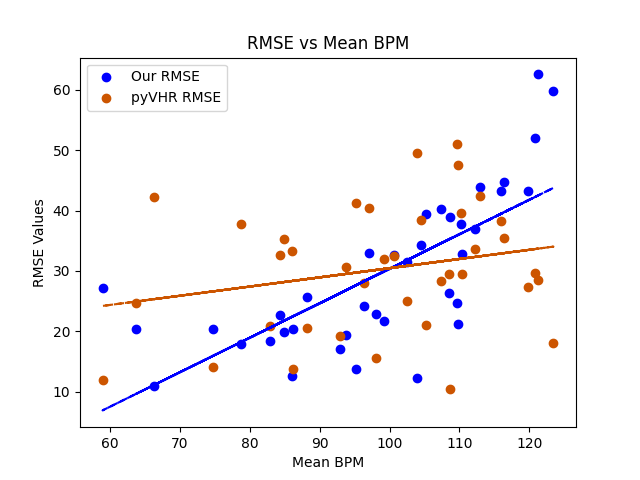 RMSE vs Mean BPM
Our RMSE
pyVHR RMSE
RMSE Values
60
50
40
30
20
10
60 70 80 90 100 110 120
Mean BPM